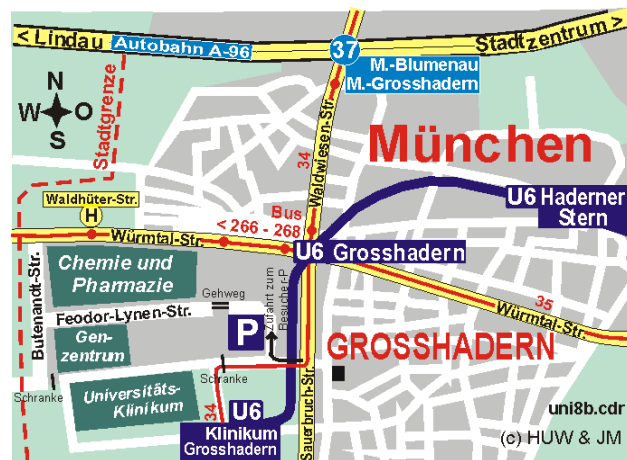 < Lindau
Autobahn A-96
37
Stadtzentrum >
M.-Blumenau
M.-Grosshadern
N
W O
S
Stadtgrenze
34
Waldwiesen-Str.
München
Waldhüter-Str.
H
Bus
< 266 - 268
U6 Haderner
Stern
Würmtal-Str.
U6 Grosshadern
Chemie und
Pharmazie
Butenandt-Str.
Gehweg
Zufahrt zum
Besucher-P
35
Würmtal-Str.
Feodor-Lynen-Str.
P
Gen-
zentrum
GROSSHADERN
Schranke
Schranke
Universitäts-
Klinikum
34
U6
Klinikum
Grosshadern
Sauerbruch-Str.
uni8b.cdr
(c) HUW & JM